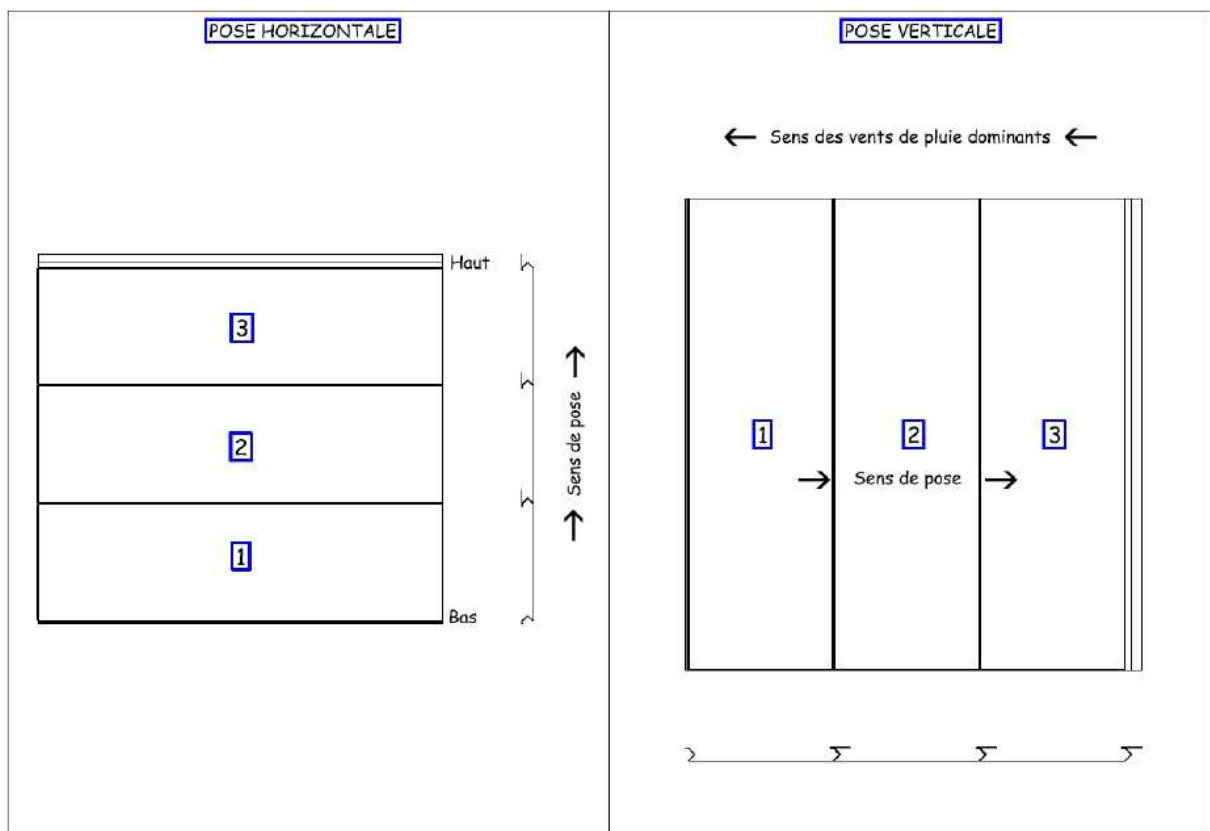 POSE HORIZONTALE
Haut
3
2
1
Bas
Sens de pose
POSE VERTICALE
Sens des vents de pluie dominants
1
2
3
Sens de pose